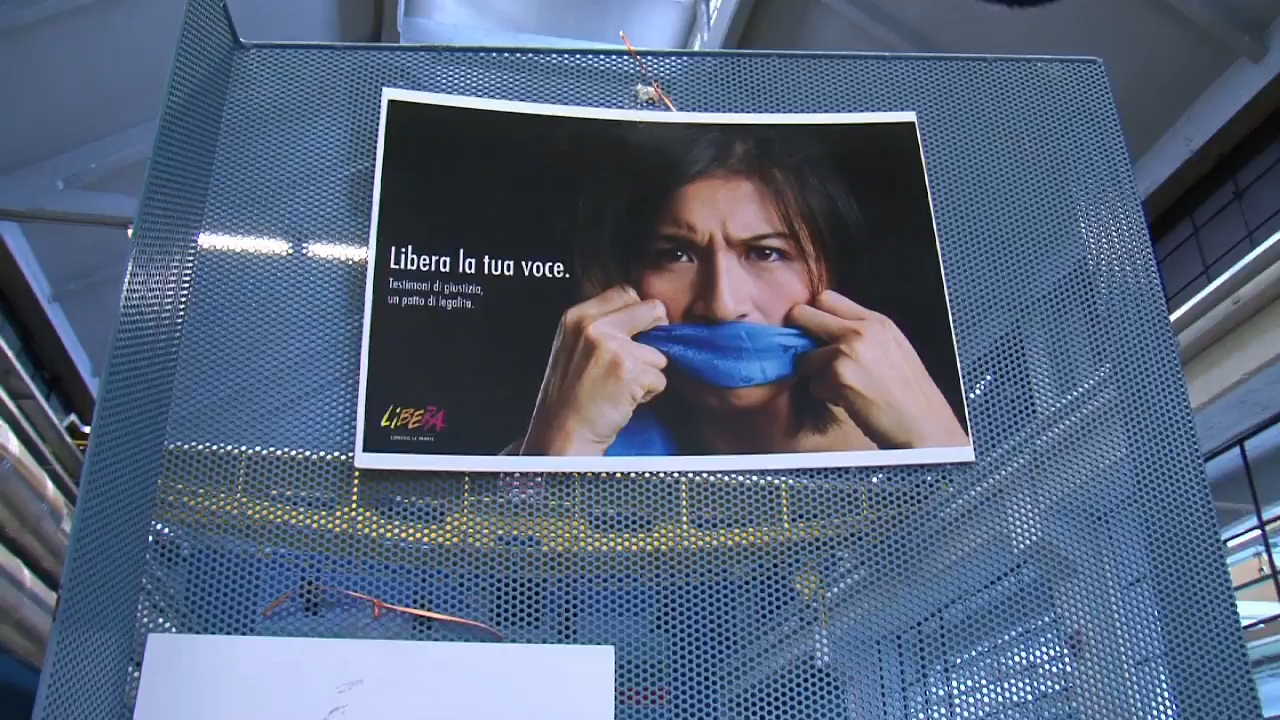 Libera la tua voce.
Testimoni di giustizia,
un patto di legalità.
LiBERA